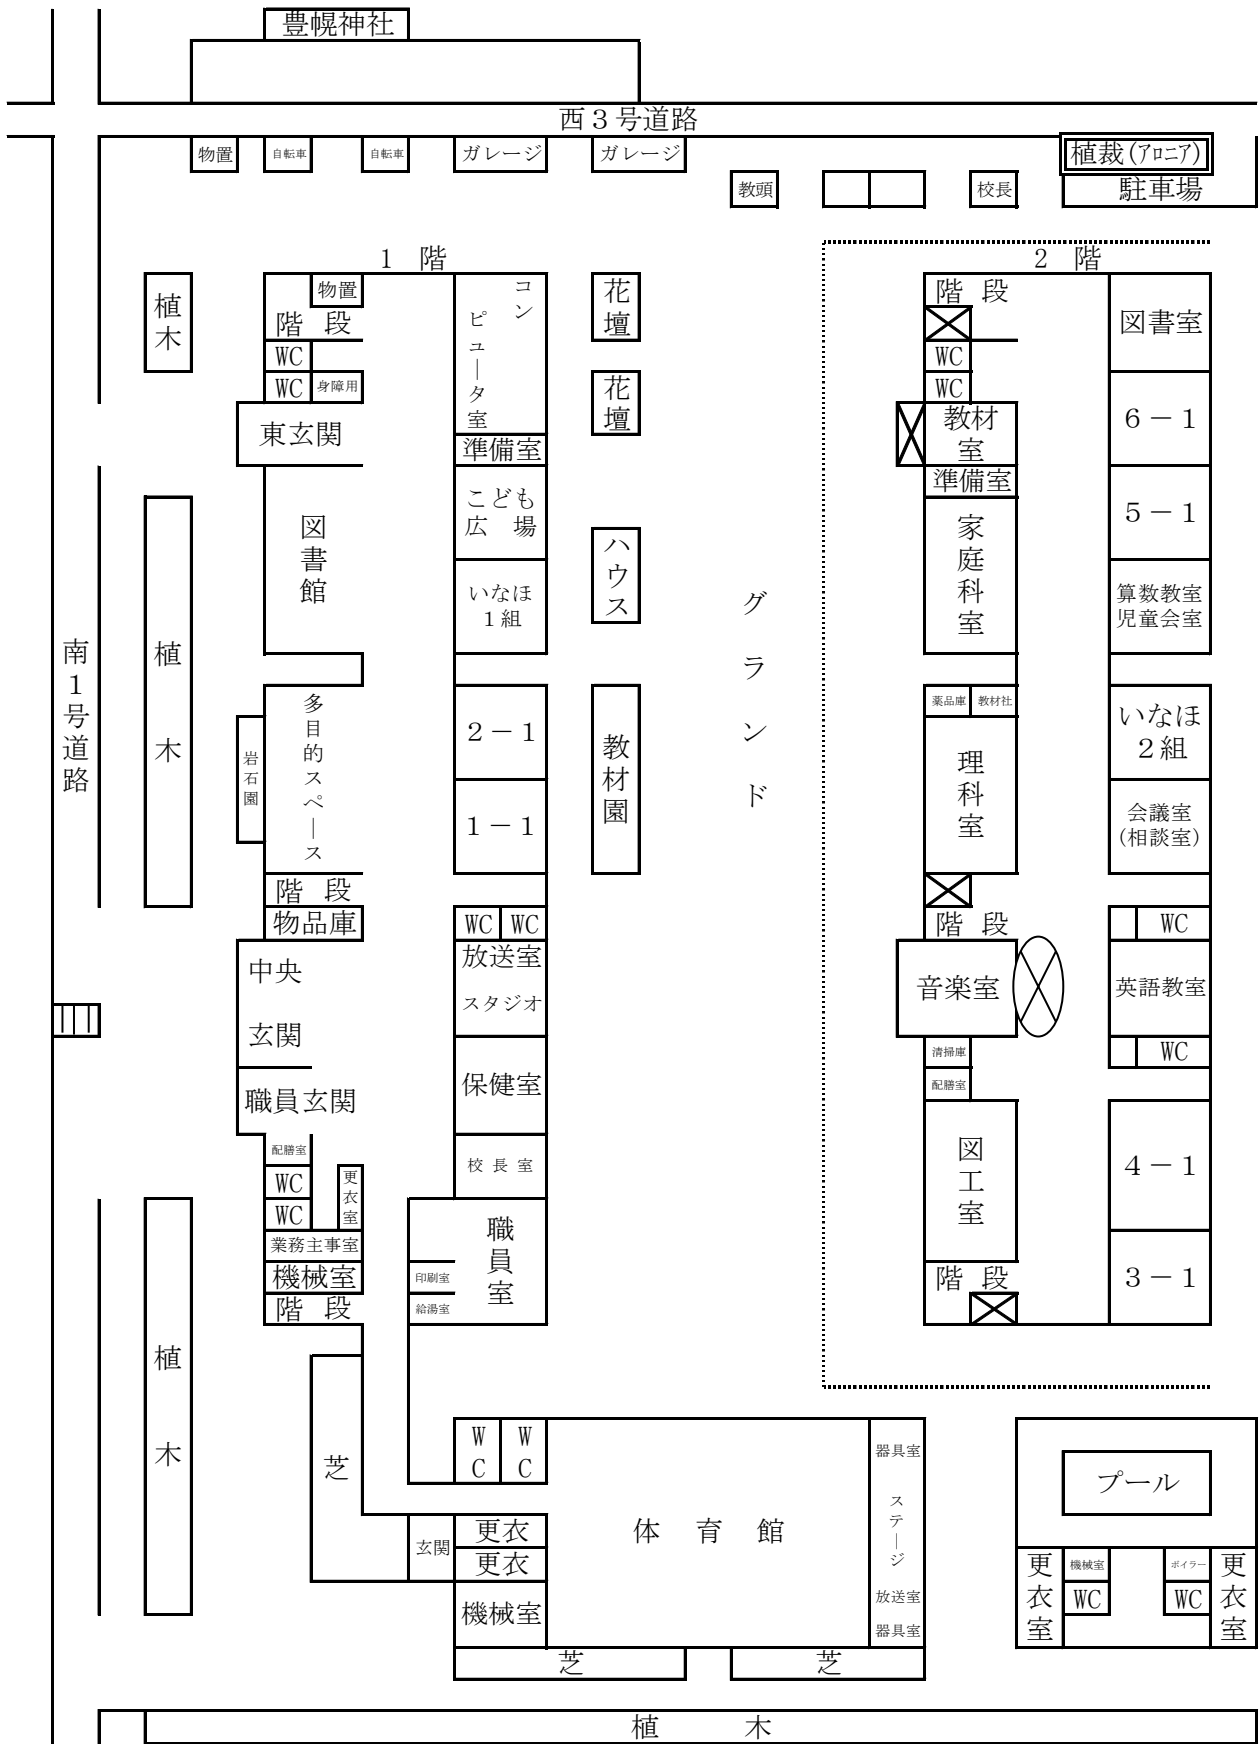 豊幌神社
西３号道路
物置
自転車
自転車
ガレージ
ガレージ
植裁(アロニア)
教頭
校長
駐車場
１　階
２　階
植木
物置
階　段
WC
WC
身障用
東玄関
図書館
コンピュータ室
準備室
こども
広　場
いなほ
１組
花壇
花壇
ハウス
教材園
グランド
南１号道路
植木
岩石園
多目的スペース
２－１
１－１
階　段
物品庫
WC
WC
放送室
スタジオ
中央
玄関
職員玄関
保健室
配膳室
校長室
WC
WC
更衣室
業務主事室
機械室
階　段
職員室
印刷室
給湯室
階　段
図書室
WC
WC
教材
室
６－１
準備室
家庭科室
５－１
算数教室
児童会室
薬品庫
教材社
理科室
いなほ
２組
会議室
(相談室)
階　段
WC
音楽室
英語教室
清掃庫
WC
配膳室
図工室
４－１
階　段
３－１
植木
芝
WC
WC
玄関
更衣
更衣
機械室
体　育　館
器具室
ステージ
放送室
器具室
芝
芝
プール
更衣室
機械室
WC
ボイラー
WC
更衣室
植　木